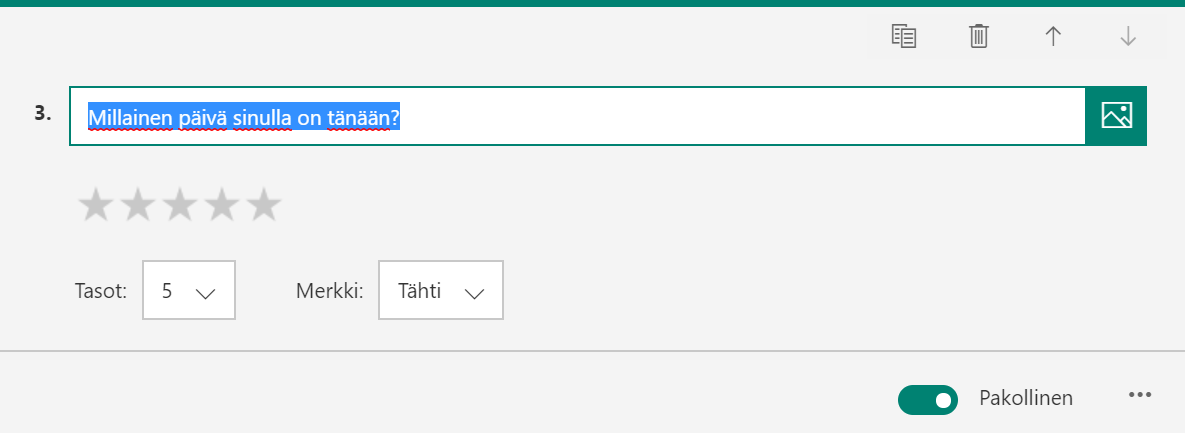 3. Millainen päivä sinulla on tänään?
Tasot: 5 Merkki: Tähti
Pakollinen